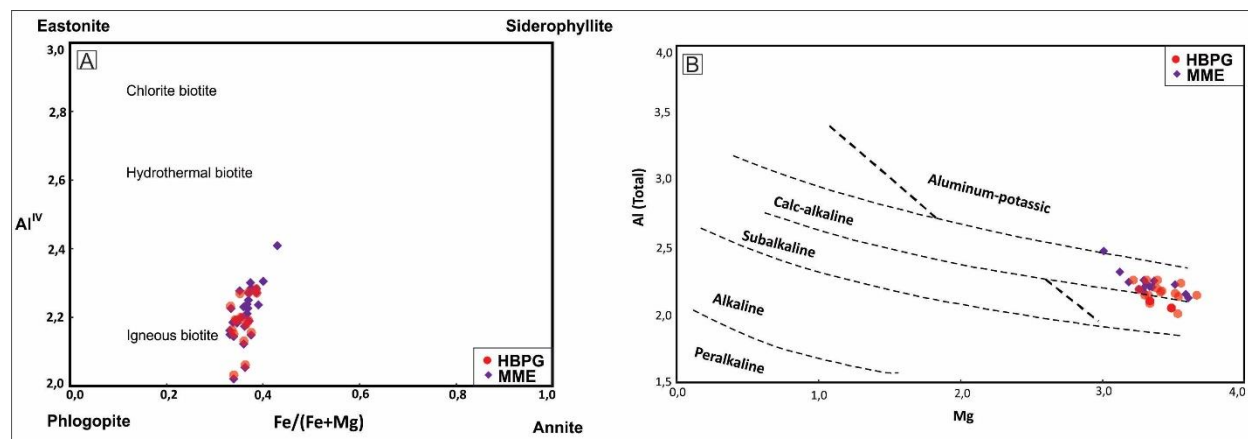 Eastonite
Siderophyllite
3,0
A
Chlorite biotite
2,8
Hydrothermal biotite
2,6
Al^IV
2,4
2,2
Igneous biotite
HBPG
MME
2,0
0,0 0,2 0,4 0,6 0,8 1,0
Phlogopite
Fe/(Fe+Mg)
Annite
4,0
B
HBPG
MME
3,5
3,0
Al (Total)
Aluminum-potassic
Calc-alkaline
2,5
Subalkaline
2,0
Alkaline
Peralkaline
1,5
0,0 1,0 2,0 3,0 4,0
Mg